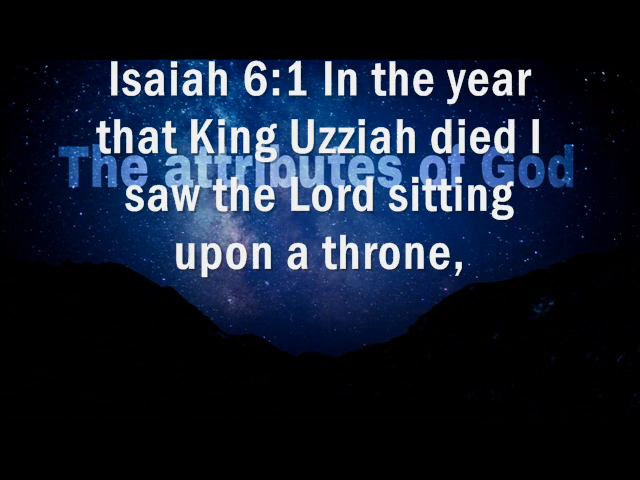 Isaiah 6:1 In the year
that King Uzziah died I
The attributes of God
saw the Lord sitting
upon a throne,